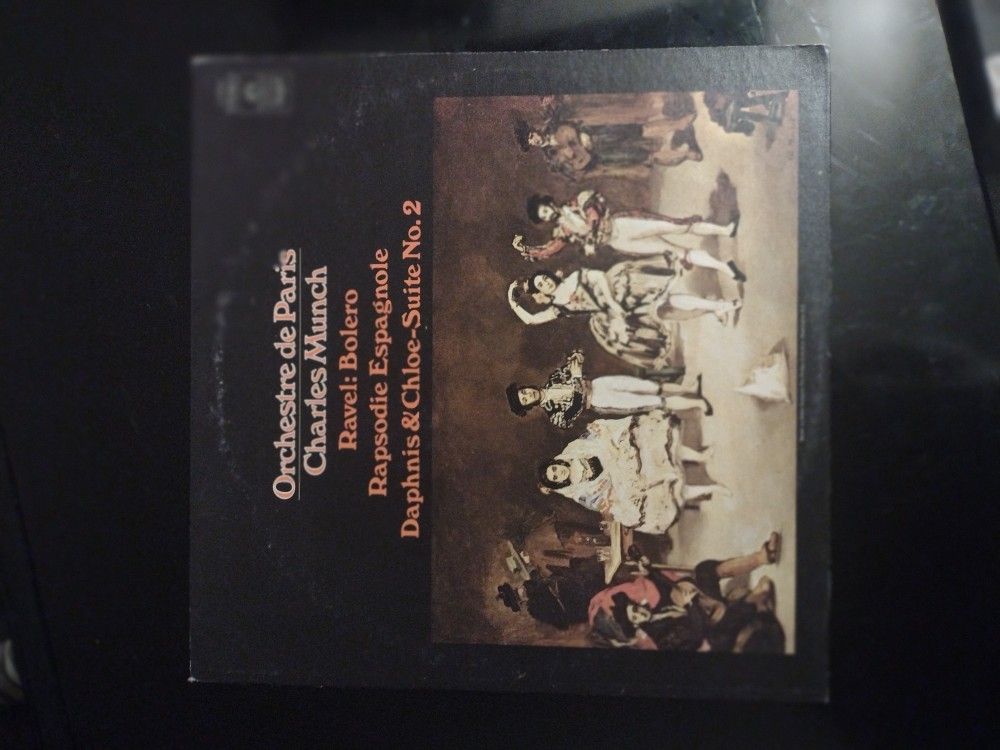 Orchestre de Paris
Charles Munch
Ravel: Bolero
Rapsodie Espagnole
Daphnis & Chloe-Suite No. 2